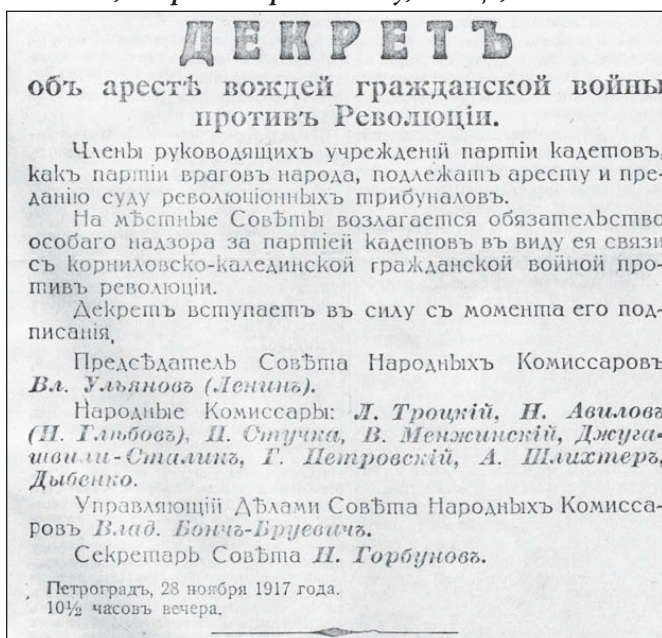 ДЕКРЕТЪ
объ арестѣ вождей гражданской войны
противъ Революціи.
Члены руководящихъ учрежденій партіи кадетовъ,
какъ партіи враговъ народа, подлежатъ аресту и пре-
данію суду революціонныхъ трибуналовъ.
На мѣстные Совѣты возлагается обязательство
особаго надзора за партіей кадетовъ въ виду ея связи
съ корниловско-калединской гражданской войной про-
тивъ революціи.
Декретъ вступаетъ въ силу съ момента его под-
писанія.
Предсѣдатель Совѣта Народныхъ Комиссаровъ
Вл. Ульяновъ (Ленинъ).
Народные Комиссары: Л. Троцкій, Н. Авиловъ
(Н. Глѣбовъ), П. Стучка, В. Менжинскій, Джуга-
швили-Сталинъ, Г. Петровскій, А. Шлихтеръ,
Дыбенко.
Управляющій Дѣлами Совѣта Народныхъ Комисса-
ровъ Влад. Бончъ-Бруевичъ.
Секретарь Совѣта Н. Горбуновъ.
Петроградъ, 28 ноября 1917 года.
10½ часовъ вечера.